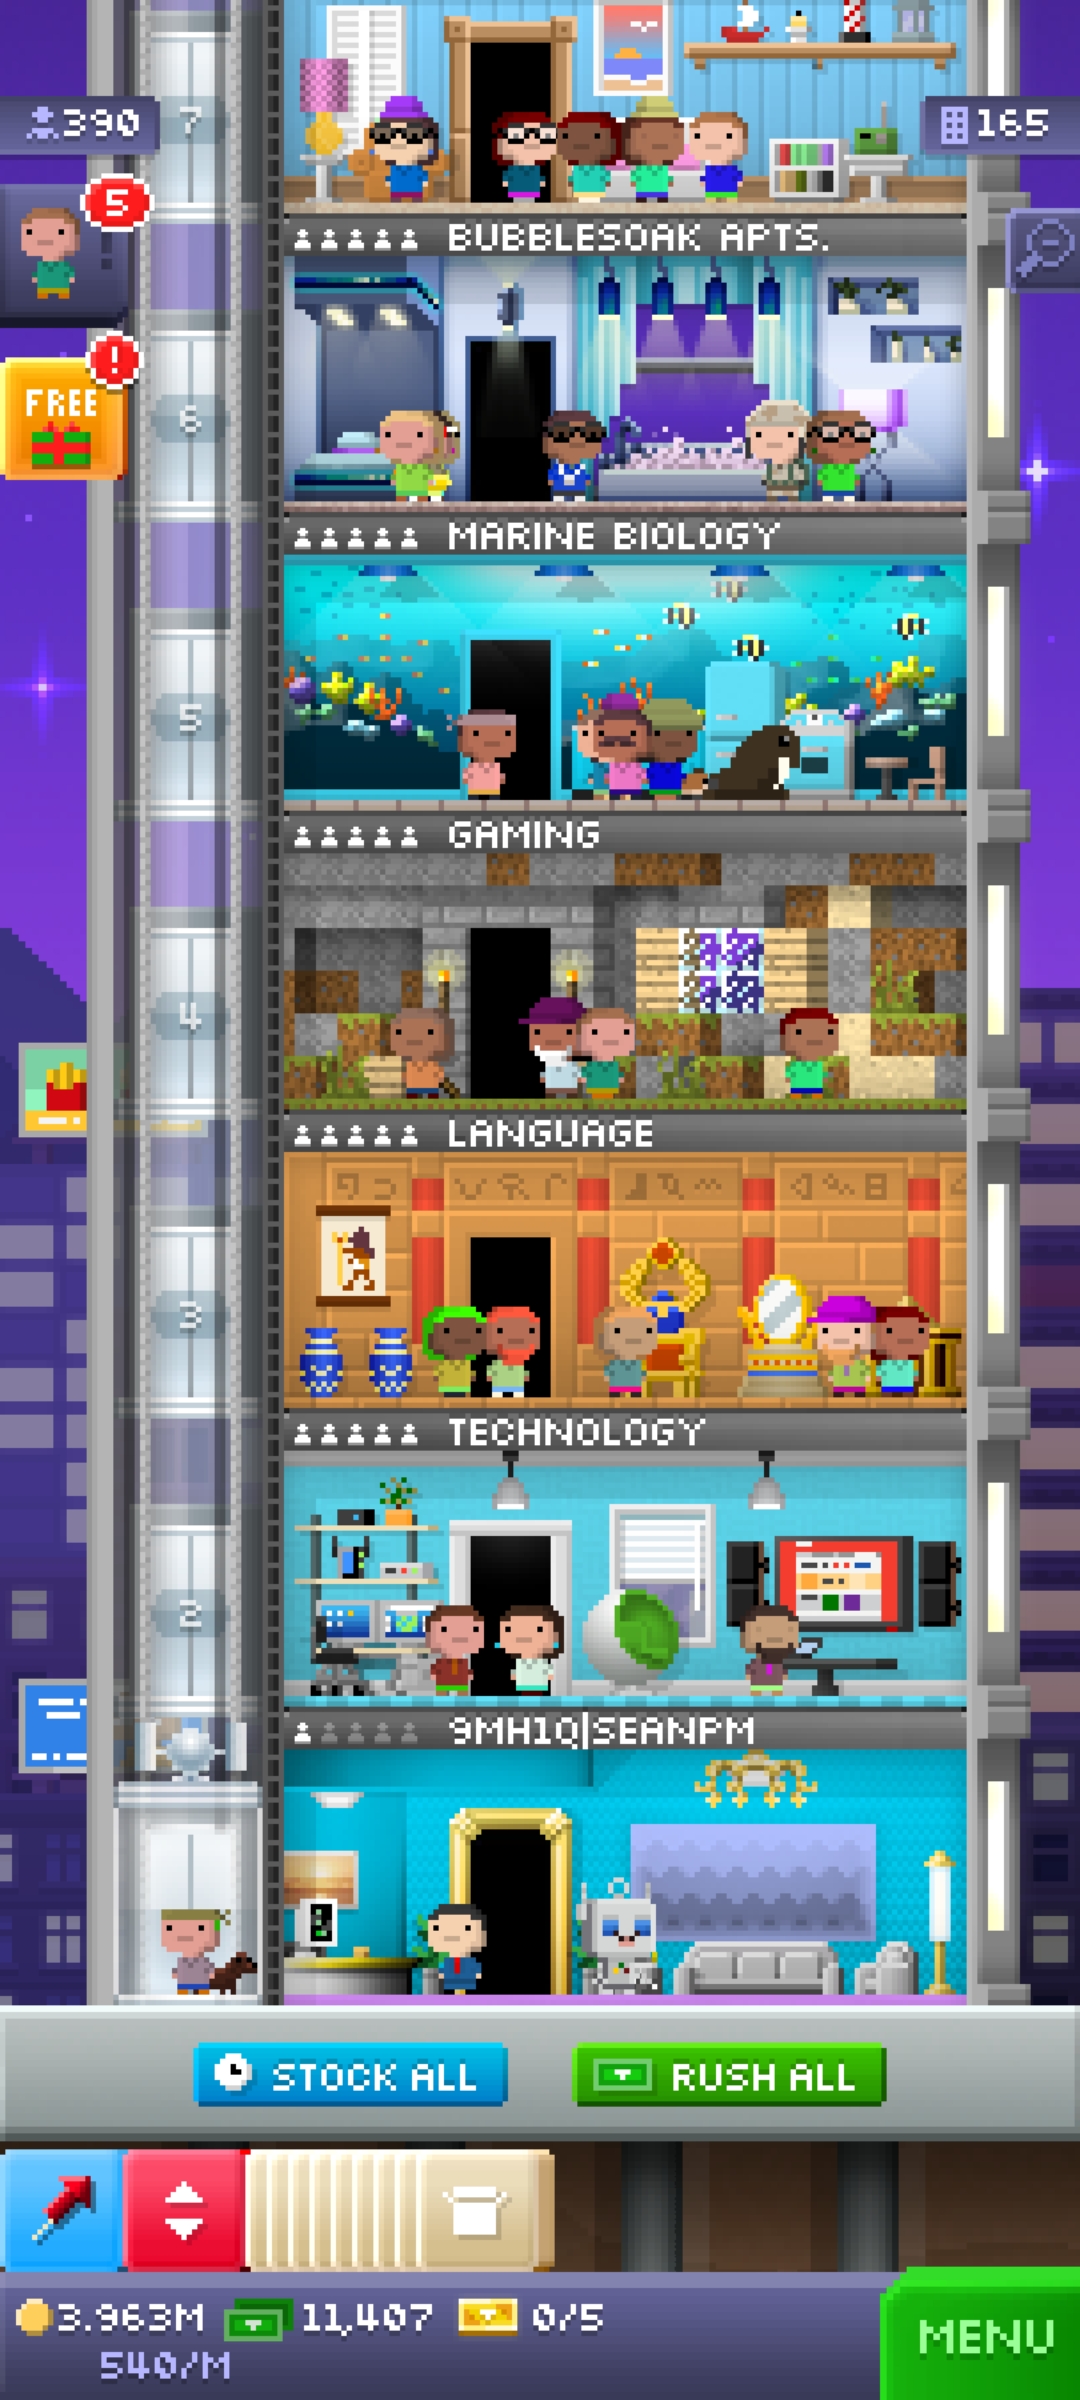 7
390
165
5
BUBBLESOAK APTS.
!
FREE
6
MARINE BIOLOGY
5
GAMING
4
LANGUAGE
3
TECHNOLOGY
2
9MH1Q|SEANPM
STOCK ALL
RUSH ALL
3.963M
11,407
0/5
540/M
MENU